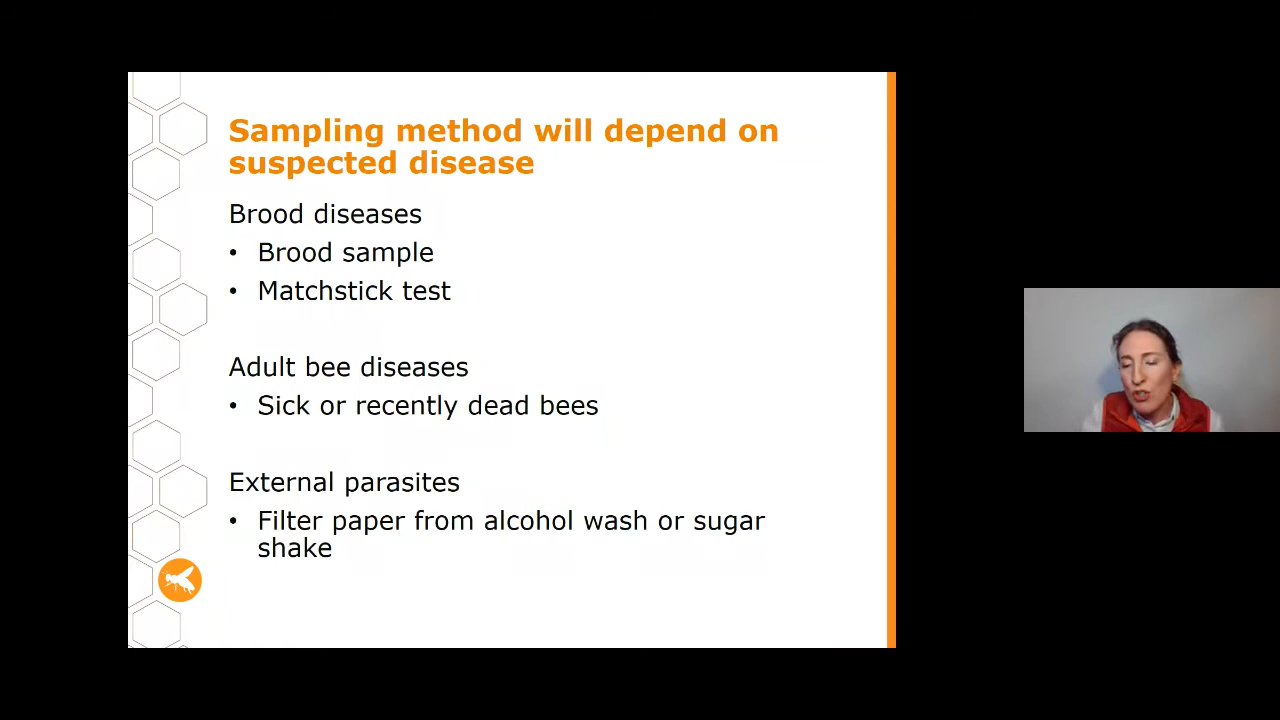 Sampling method will depend on
suspected disease
Brood diseases
• Brood sample
• Matchstick test
Adult bee diseases
• Sick or recently dead bees
External parasites
• Filter paper from alcohol wash or sugar
shake